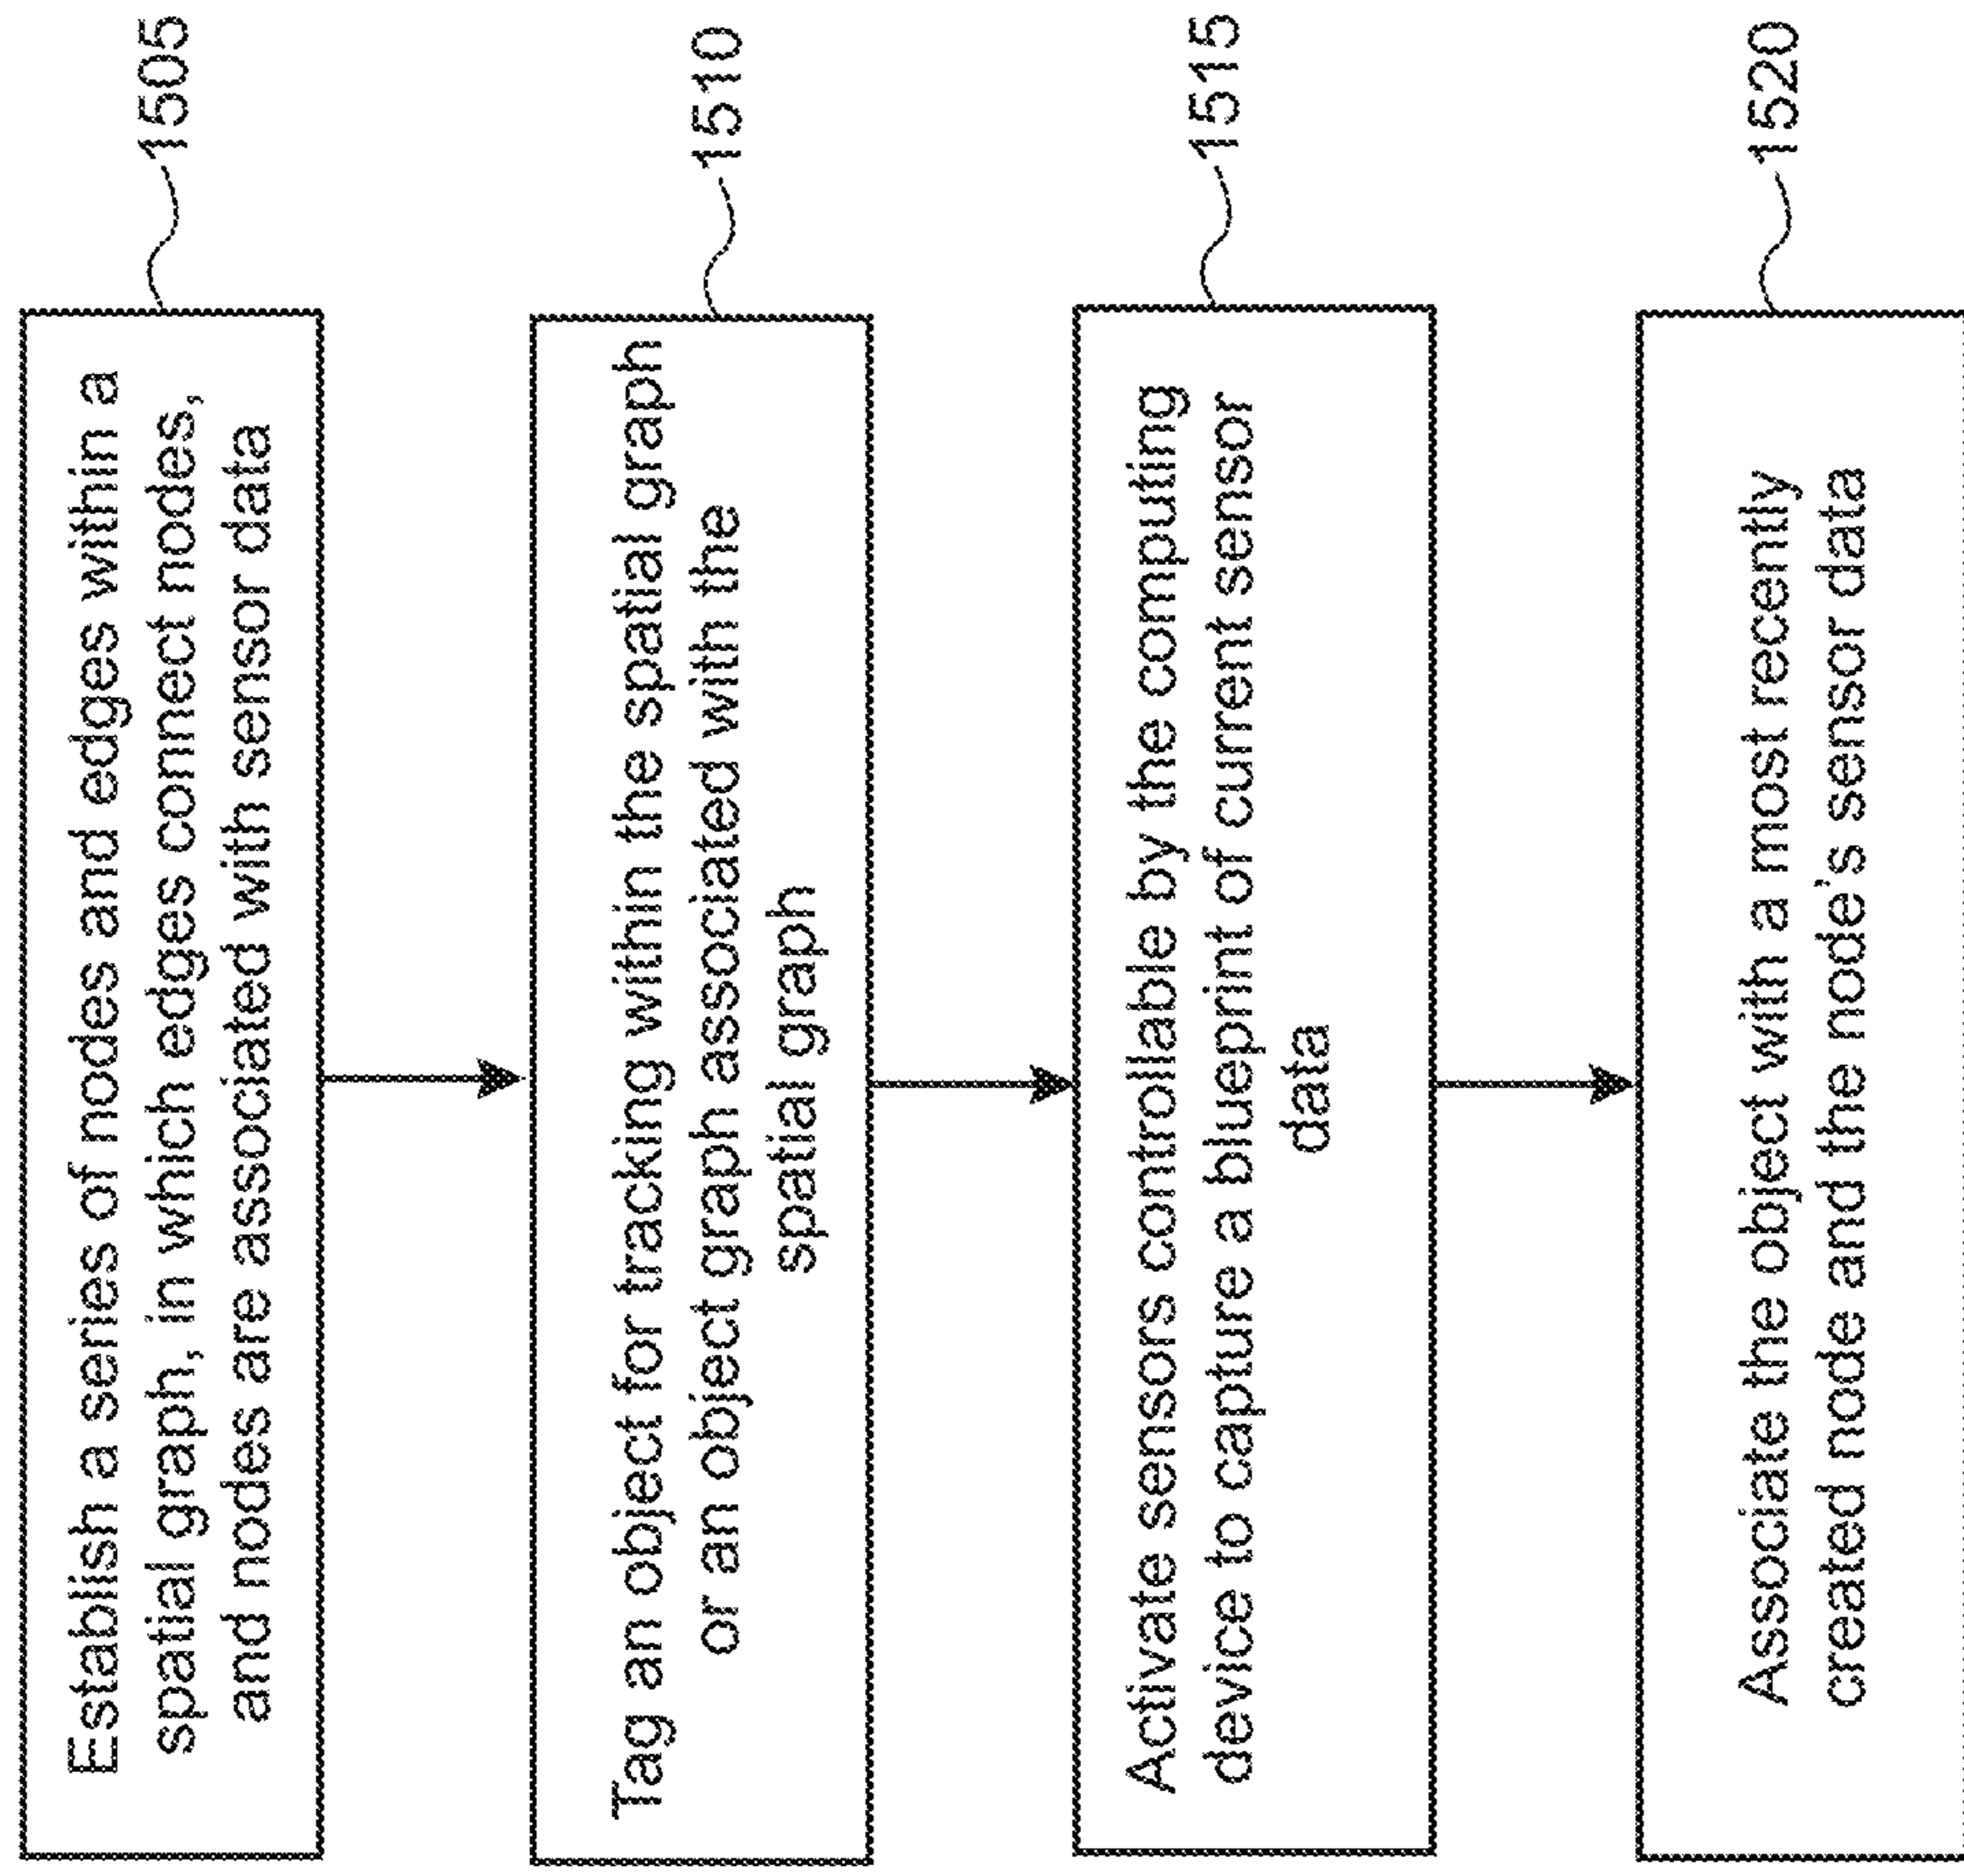 Establish a series of nodes and edges within a
spatial graph, in which edges connect nodes,
and nodes are associated with sensor data
1505
Tag an object for tracking within the spatial graph
or an object graph associated with the
spatial graph
1510
Activate sensors controllable by the computing
device to capture a blueprint of current sensor
data
1515
Associate the object with a most recently
created node and the node's sensor data
1520